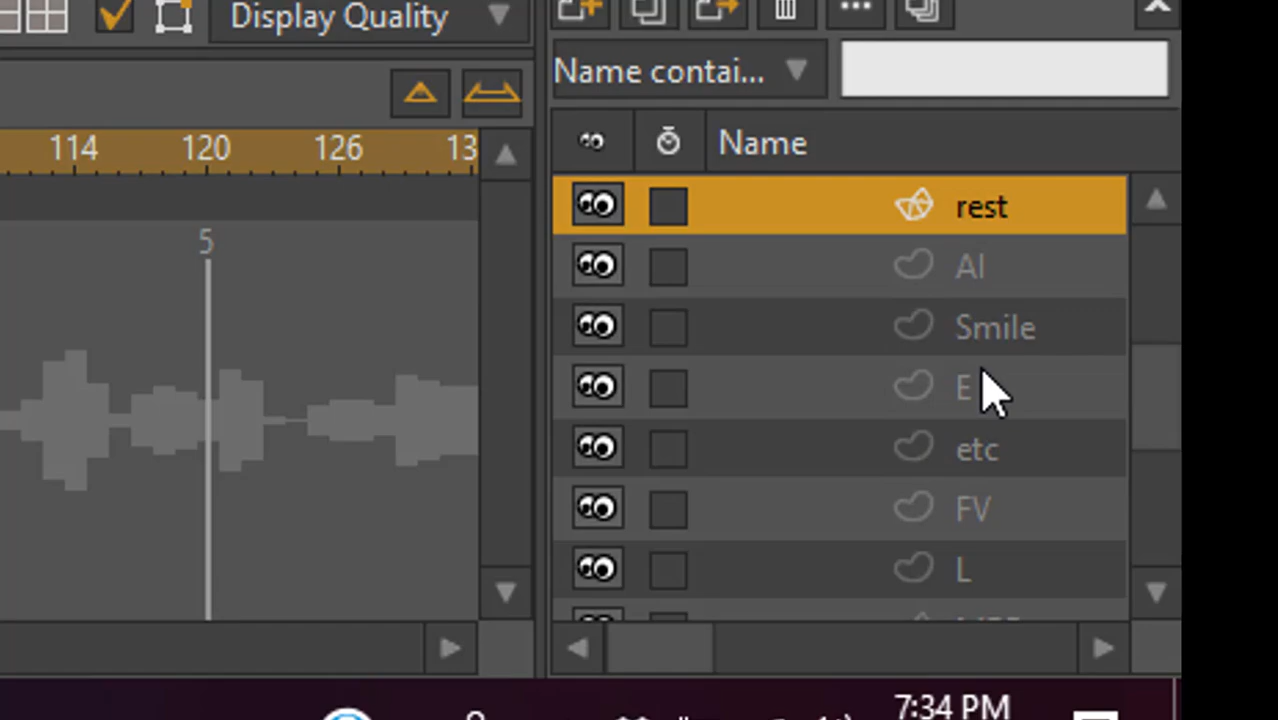 Display Quality
Name contai...
114 120 126 13
Name
5
rest
AI
Smile
E
etc
FV
L
7:34 PM